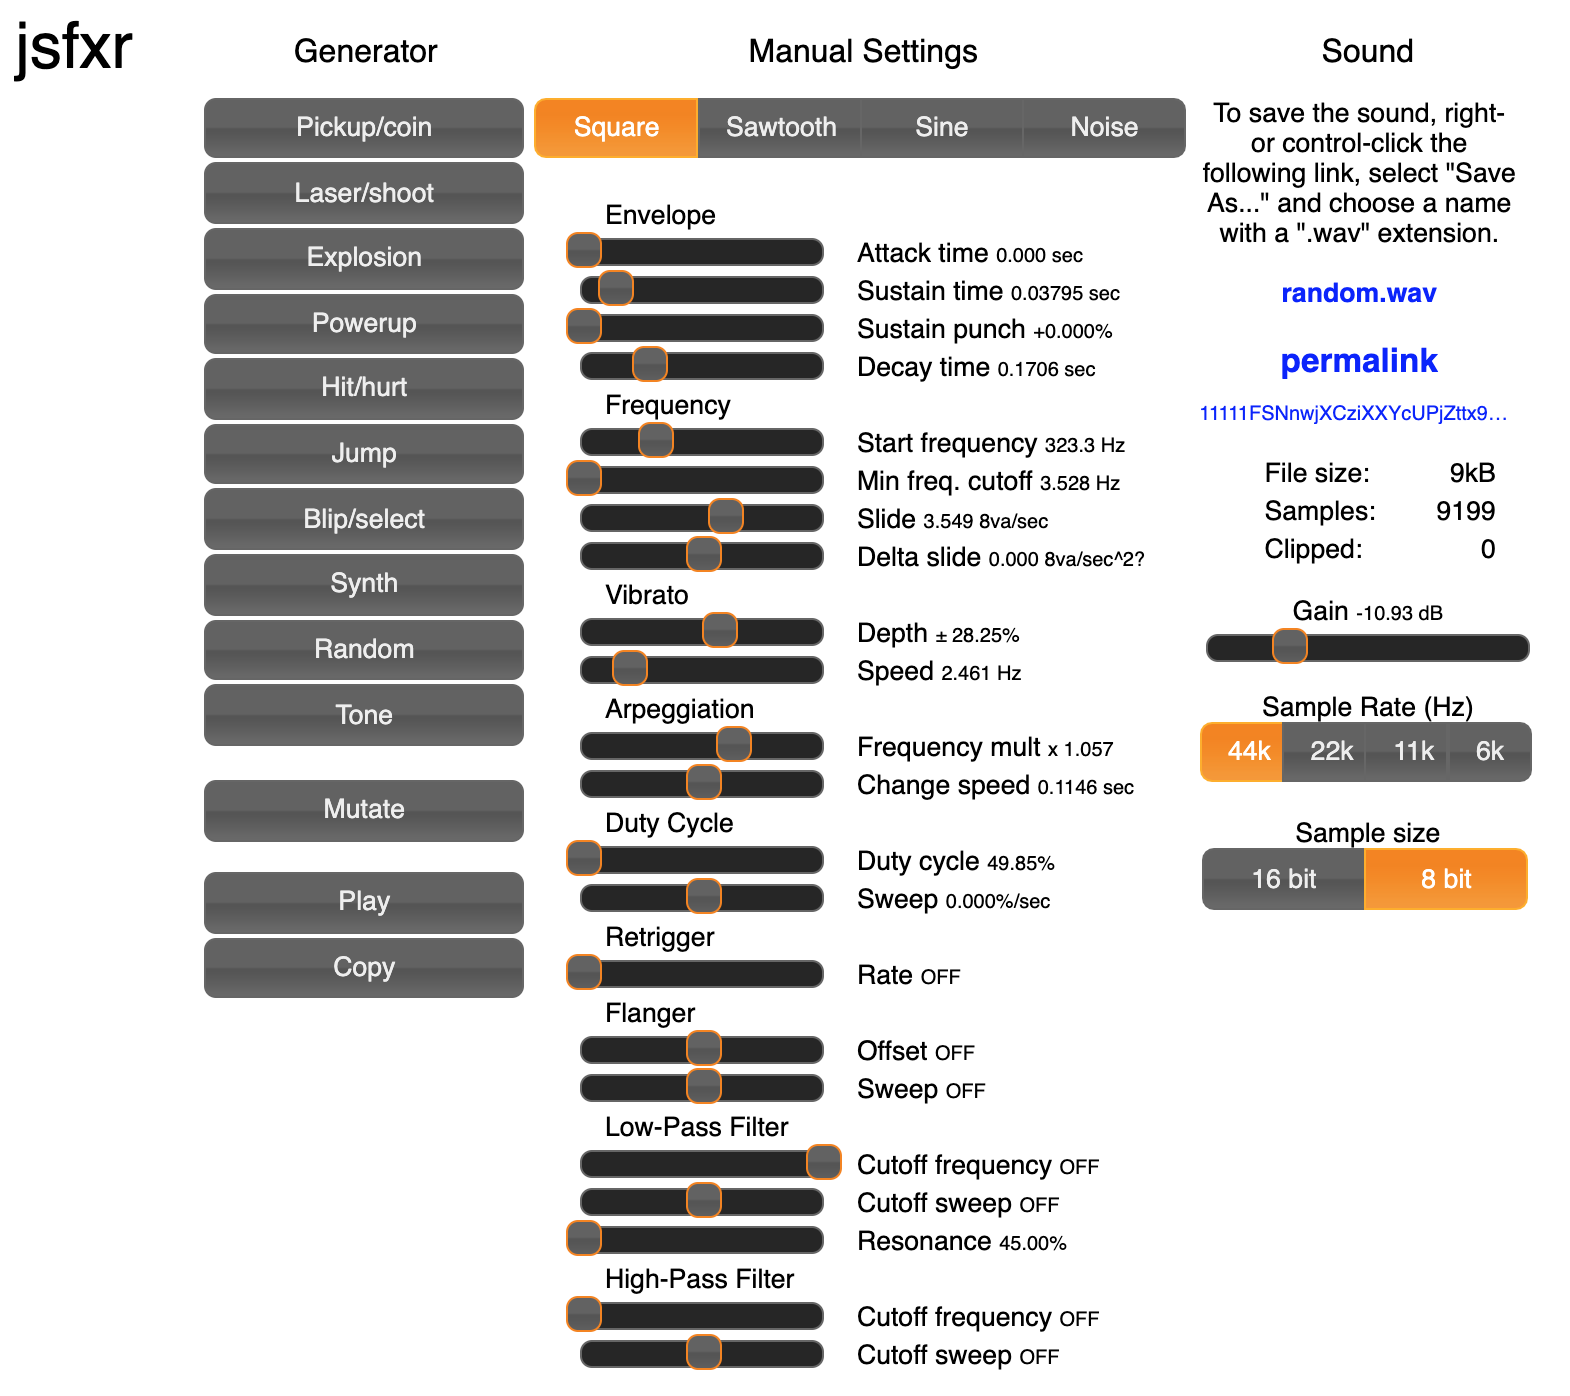 jsfxr
Generator
Pickup/coin
Laser/shoot
Explosion
Powerup
Hit/hurt
Jump
Blip/select
Synth
Random
Tone
Mutate
Play
Copy
Manual Settings
Square Sawtooth Sine Noise
Envelope
Attack time 0.000 sec
Sustain time 0.03795 sec
Sustain punch +0.000%
Decay time 0.1706 sec
Frequency
Start frequency 323.3 Hz
Min freq. cutoff 3.528 Hz
Slide 3.549 8va/sec
Delta slide 0.000 8va/sec^2?
Vibrato
Depth ± 28.25%
Speed 2.461 Hz
Arpeggiation
Frequency mult x 1.057
Change speed 0.1146 sec
Duty Cycle
Duty cycle 49.85%
Sweep 0.000%/sec
Retrigger
Rate OFF
Flanger
Offset OFF
Sweep OFF
Low-Pass Filter
Cutoff frequency OFF
Cutoff sweep OFF
Resonance 45.00%
High-Pass Filter
Cutoff frequency OFF
Cutoff sweep OFF
Sound
To save the sound, right-
or control-click the
following link, select "Save
As..." and choose a name
with a ".wav" extension.
random.wav
permalink
11111FSNnwjXCziXXYcUPjZttx9…
File size: 9kB
Samples: 9199
Clipped: 0
Gain -10.93 dB
Sample Rate (Hz)
44k 22k 11k 6k
Sample size
16 bit 8 bit